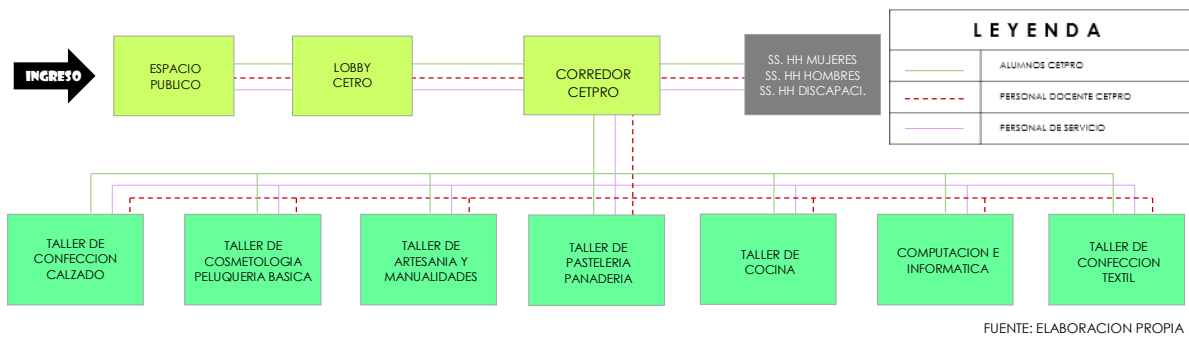 INGRESO
ESPACIO
PUBLICO
LOBBY
CETRO
CORREDOR
CETPRO
SS. HH MUJERES
SS. HH HOMBRES
SS. HH DISCAPACI.
LEYENDA
ALUMNOS CETPRO
PERSONAL DOCENTE CETPRO
PERSONAL DE SERVICIO
TALLER DE
CONFECCION
CALZADO
TALLER DE
COSMETOLOGIA
PELUQUERIA BASICA
TALLER DE
ARTESANIA Y
MANUALIDADES
TALLER DE
PASTELERIA
PANADERIA
TALLER DE
COCINA
COMPUTACION E
INFORMATICA
TALLER DE
CONFECCION
TEXTIL
FUENTE: ELABORACION PROPIA